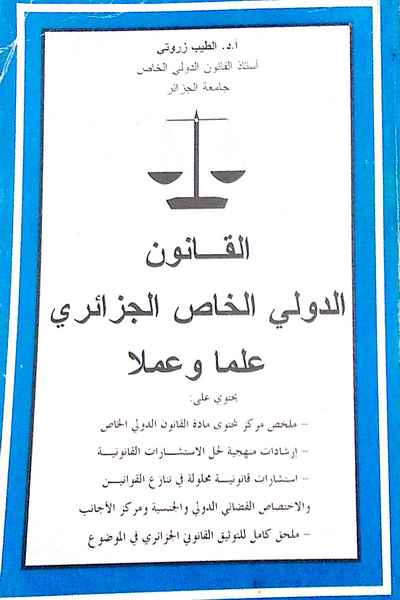 ا.د. الطيب زروتي
أستاذ القانون الدولي الخاص
جامعة الجزائر
القــانون
الدولي الخاص الجزائري
علما وعملا
يحتوي على:
– ملخص مركز لمحتوى مادة القانون الدولي الخاص
– إرشادات منهجية لحل الاستشارات القانونية
– استشارات قانونية محلولة في تنازع القوانين
والاختصاص القضائي الدولي والجنسية ومركز الأجانب
– ملحق كامل للتوثيق القانوني الجزائري في الموضوع